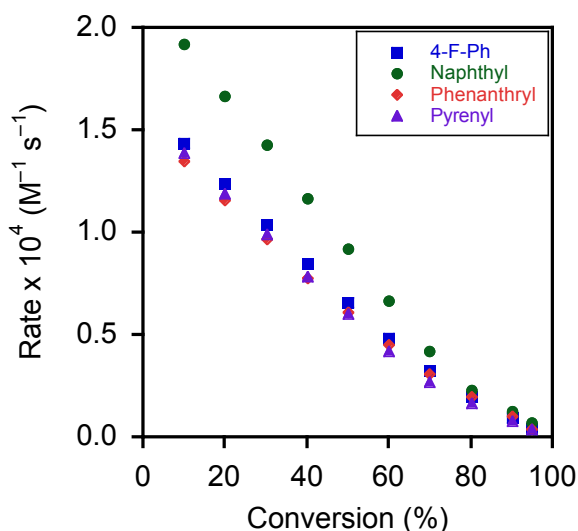 2.0
1.5
1.0
0.5
0.0
Rate x 10⁴ (M⁻¹ s⁻¹)
4-F-Ph
Naphthyl
Phenanthryl
Pyrenyl
0 20 40 60 80 100
Conversion (%)